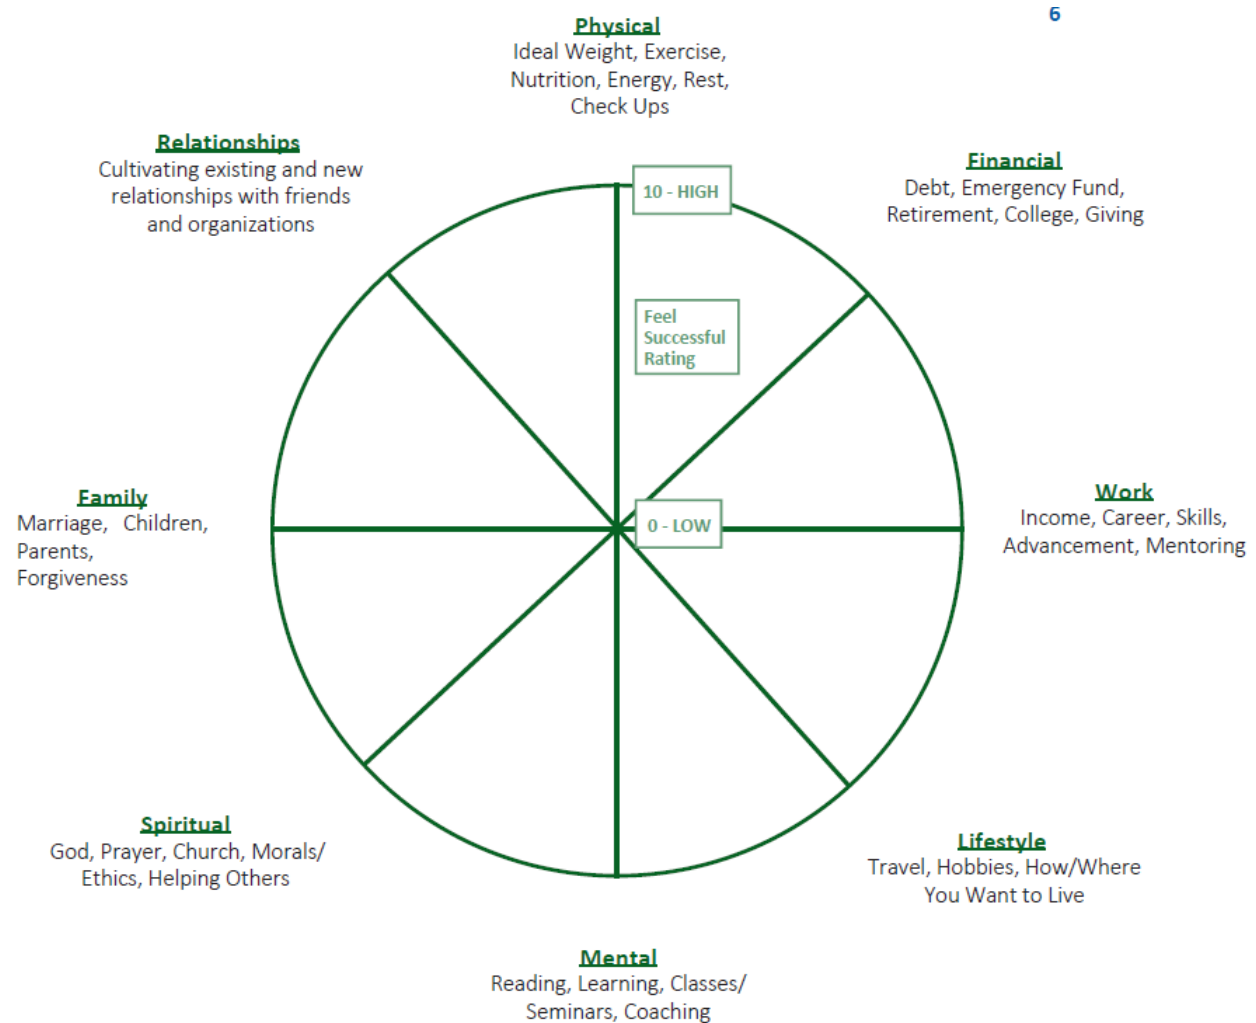 6
Physical
Ideal Weight, Exercise,
Nutrition, Energy, Rest,
Check Ups
Relationships
Cultivating existing and new
relationships with friends
and organizations
Financial
Debt, Emergency Fund,
Retirement, College, Giving
10 - HIGH
Feel
Successful
Rating
0 - LOW
Family
Marriage, Children,
Parents,
Forgiveness
Work
Income, Career, Skills,
Advancement, Mentoring
Spiritual
God, Prayer, Church, Morals/
Ethics, Helping Others
Lifestyle
Travel, Hobbies, How/Where
You Want to Live
Mental
Reading, Learning, Classes/
Seminars, Coaching